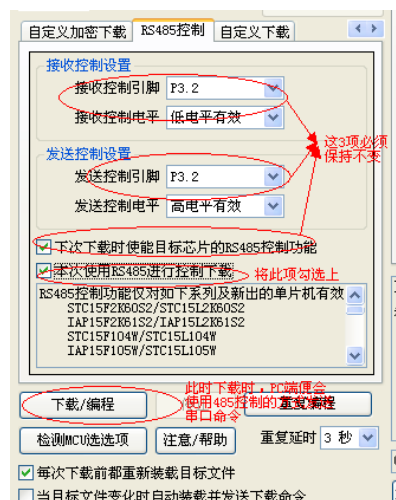 自定义加密下载 RS485控制 自定义下载
接收控制设置
接收控制引脚 P3.2
接收控制电平 低电平有效
这3项必须
保持不变
发送控制设置
发送控制引脚 P3.2
发送控制电平 高电平有效
下次下载时使能目标芯片的RS485控制功能
本次使用RS485进行控制下载 将此项勾选上
RS485控制功能仅对如下系列及新出的单片机有效
STC15F2K60S2/STC15L2K60S2
IAP15F2K61S2/IAP15L2K61S2
STC15F104W/STC15L104W
IAP15F105W/STC15L105W
此时下载时,PC端便会
使用485控制的
串口命令
下载/编程 重复编程
检测MCU选选项 注意/帮助 重复延时 3 秒
每次下载前都重新装载目标文件
当目标文件变化时自动装载并发送下载命令